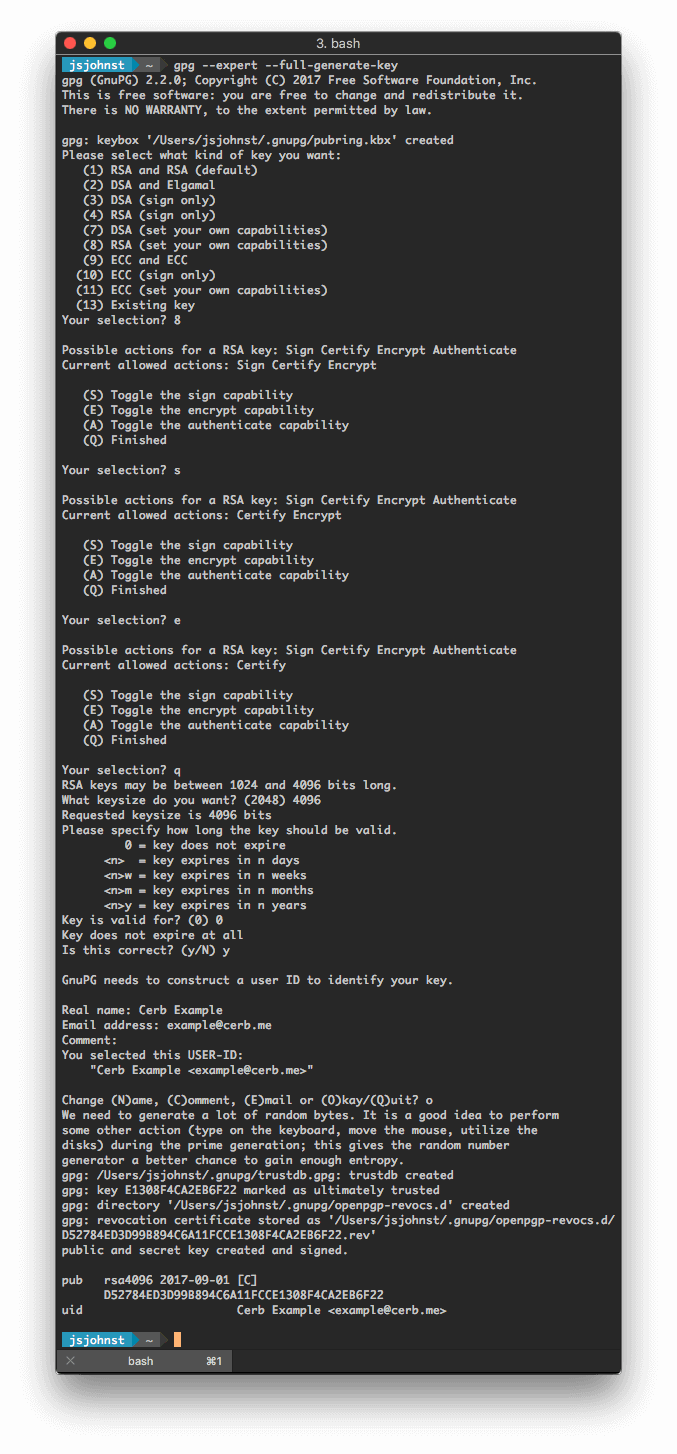 3. bash
jsjohnst ~ gpg --expert --full-generate-key
gpg (GnuPG) 2.2.0; Copyright (C) 2017 Free Software Foundation, Inc.
This is free software: you are free to change and redistribute it.
There is NO WARRANTY, to the extent permitted by law.

gpg: keybox '/Users/jsjohnst/.gnupg/pubring.kbx' created
Please select what kind of key you want:
   (1) RSA and RSA (default)
   (2) DSA and Elgamal
   (3) DSA (sign only)
   (4) RSA (sign only)
   (7) DSA (set your own capabilities)
   (8) RSA (set your own capabilities)
   (9) ECC and ECC
  (10) ECC (sign only)
  (11) ECC (set your own capabilities)
  (13) Existing key
Your selection? 8

Possible actions for a RSA key: Sign Certify Encrypt Authenticate
Current allowed actions: Sign Certify Encrypt

   (S) Toggle the sign capability
   (E) Toggle the encrypt capability
   (A) Toggle the authenticate capability
   (Q) Finished

Your selection? s

Possible actions for a RSA key: Sign Certify Encrypt Authenticate
Current allowed actions: Certify Encrypt

   (S) Toggle the sign capability
   (E) Toggle the encrypt capability
   (A) Toggle the authenticate capability
   (Q) Finished

Your selection? e

Possible actions for a RSA key: Sign Certify Encrypt Authenticate
Current allowed actions: Certify

   (S) Toggle the sign capability
   (E) Toggle the encrypt capability
   (A) Toggle the authenticate capability
   (Q) Finished

Your selection? q
RSA keys may be between 1024 and 4096 bits long.
What keysize do you want? (2048) 4096
Requested keysize is 4096 bits
Please specify how long the key should be valid.
         0 = key does not expire
      <n>  = key expires in n days
      <n>w = key expires in n weeks
      <n>m = key expires in n months
      <n>y = key expires in n years
Key is valid for? (0) 0
Key does not expire at all
Is this correct? (y/N) y

GnuPG needs to construct a user ID to identify your key.

Real name: Cerb Example
Email address: example@cerb.me
Comment:
You selected this USER-ID:
    "Cerb Example <example@cerb.me>"

Change (N)ame, (C)omment, (E)mail or (O)kay/(Q)uit? o
We need to generate a lot of random bytes. It is a good idea to perform
some other action (type on the keyboard, move the mouse, utilize the
disks) during the prime generation; this gives the random number
generator a better chance to gain enough entropy.
gpg: /Users/jsjohnst/.gnupg/trustdb.gpg: trustdb created
gpg: key E1308F4CA2EB6F22 marked as ultimately trusted
gpg: directory '/Users/jsjohnst/.gnupg/openpgp-revocs.d' created
gpg: revocation certificate stored as '/Users/jsjohnst/.gnupg/openpgp-revocs.d/
D52784ED3D99B894C6A11FCCE1308F4CA2EB6F22.rev'
public and secret key created and signed.

pub   rsa4096 2017-09-01 [C]
      D52784ED3D99B894C6A11FCCE1308F4CA2EB6F22
uid                      Cerb Example <example@cerb.me>

jsjohnst ~
× bash ⌘1